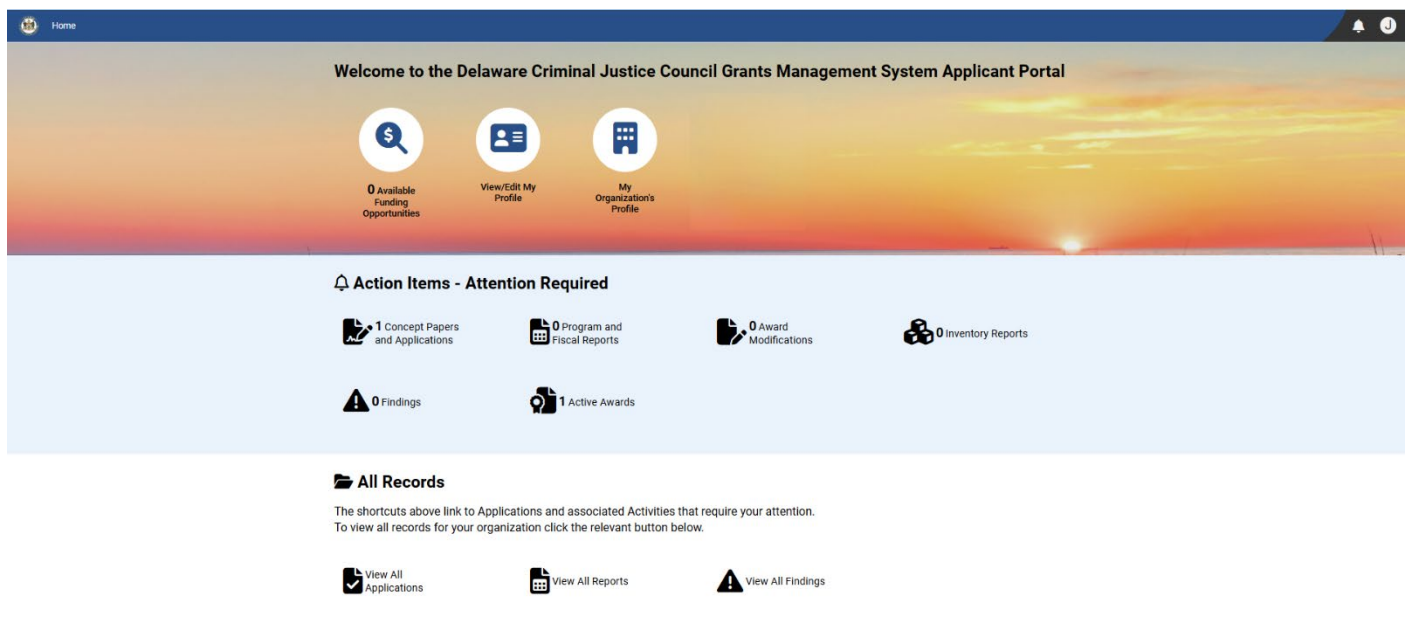 Home
J
Welcome to the Delaware Criminal Justice Council Grants Management System Applicant Portal
0 Available
Funding
Opportunities
View/Edit My
Profile
My
Organization's
Profile
Action Items - Attention Required
1 Concept Papers
and Applications
0 Program and
Fiscal Reports
0 Award
Modifications
0 Inventory Reports
0 Findings
1 Active Awards
All Records
The shortcuts above link to Applications and associated Activities that require your attention.
To view all records for your organization click the relevant button below.
View All
Applications
View All Reports
View All Findings